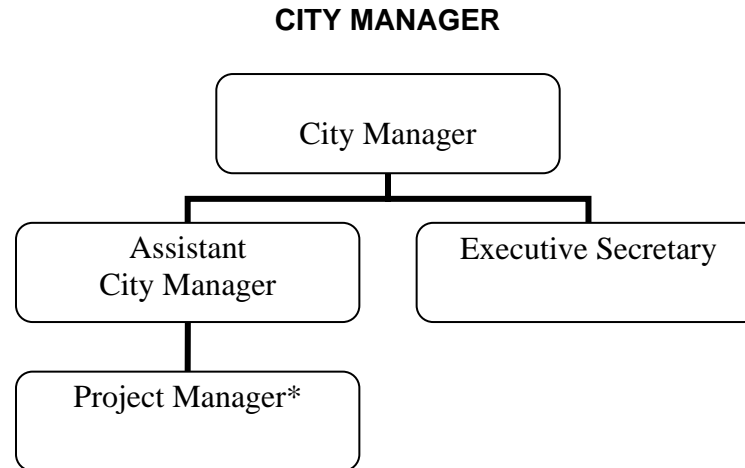 CITY MANAGER
City Manager
Assistant
City Manager
Executive Secretary
Project Manager*